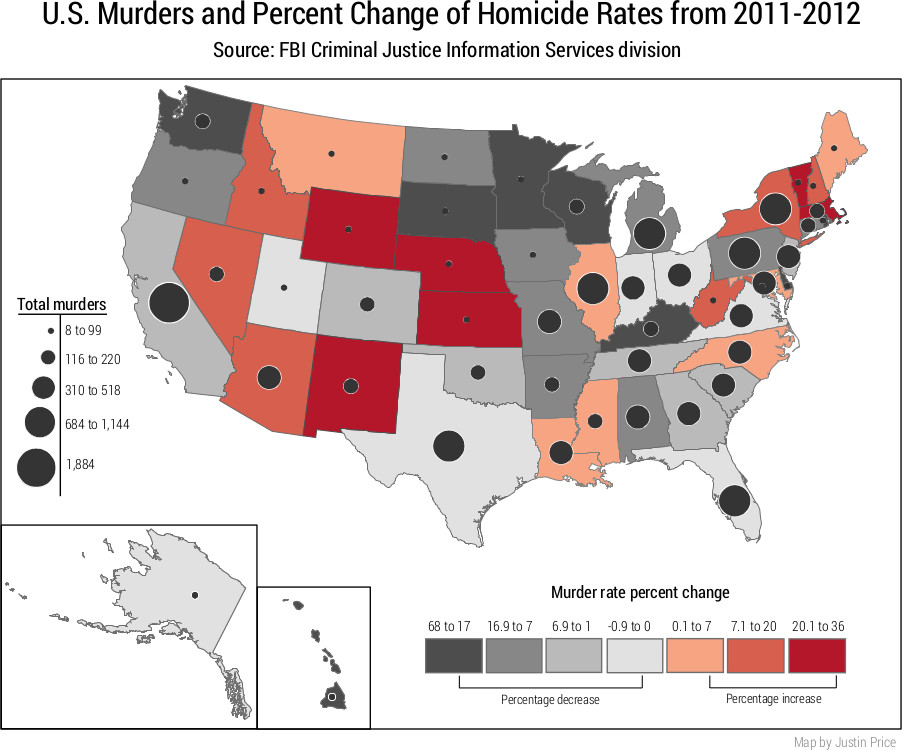 U.S. Murders and Percent Change of Homicide Rates from 2011-2012
Source: FBI Criminal Justice Information Services division
Total murders
8 to 99
116 to 220
310 to 518
684 to 1,144
1,884
Murder rate percent change
68 to 17 16.9 to 7 6.9 to 1 -0.9 to 0 0.1 to 7 7.1 to 20 20.1 to 36
Percentage decrease Percentage increase
Map by Justin Price